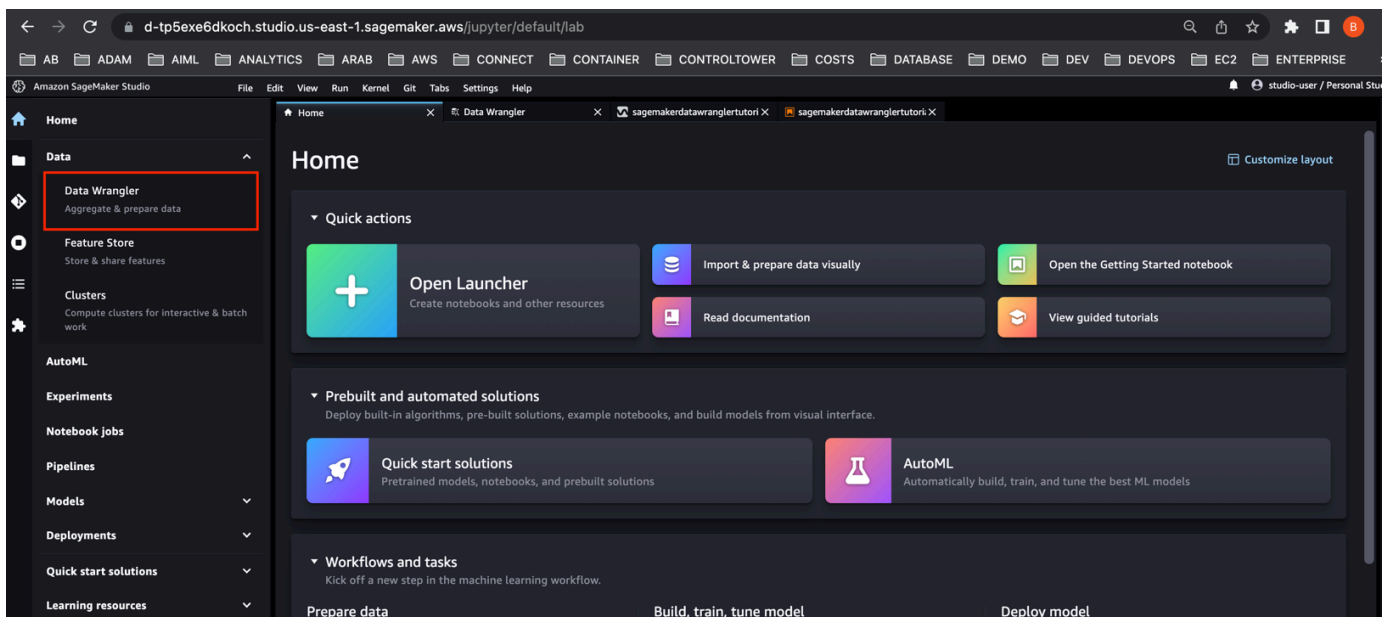 d-tp5exe6dkoch.studio.us-east-1.sagemaker.aws/jupyter/default/lab
B
AB ADAM AIML ANALYTICS ARAB AWS CONNECT CONTAINER CONTROLTOWER COSTS DATABASE DEMO DEV DEVOPS EC2 ENTERPRISE
Amazon SageMaker Studio File Edit View Run Kernel Git Tabs Settings Help studio-user / Personal Stu
Home
Data
Data Wrangler
Aggregate & prepare data
Feature Store
Store & share features
Clusters
Compute clusters for interactive & batch
work
AutoML
Experiments
Notebook jobs
Pipelines
Models
Deployments
Quick start solutions
Learning resources
Home Data Wrangler sagemakerdatawranglertutori sagemakerdatawranglertutori
Home
Customize layout
Quick actions
Open Launcher
Create notebooks and other resources
Import & prepare data visually
Open the Getting Started notebook
Read documentation
View guided tutorials
Prebuilt and automated solutions
Deploy built-in algorithms, pre-built solutions, example notebooks, and build models from visual interface.
Quick start solutions
Pretrained models, notebooks, and prebuilt solutions
AutoML
Automatically build, train, and tune the best ML models
Workflows and tasks
Kick off a new step in the machine learning workflow.
Prepare data Build, train, tune model Deploy model